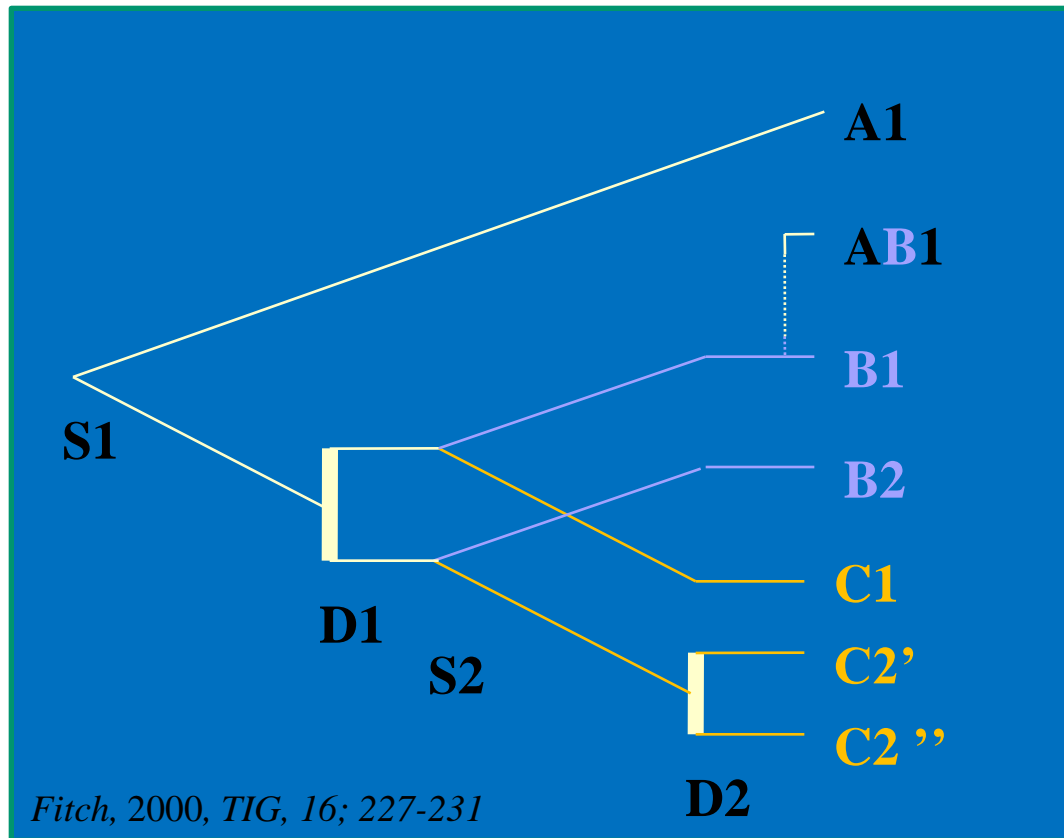 A1
AB1
B1
S1
B2
C1
D1
C2’
S2
C2 ’’
D2
Fitch, 2000, TIG, 16; 227-231